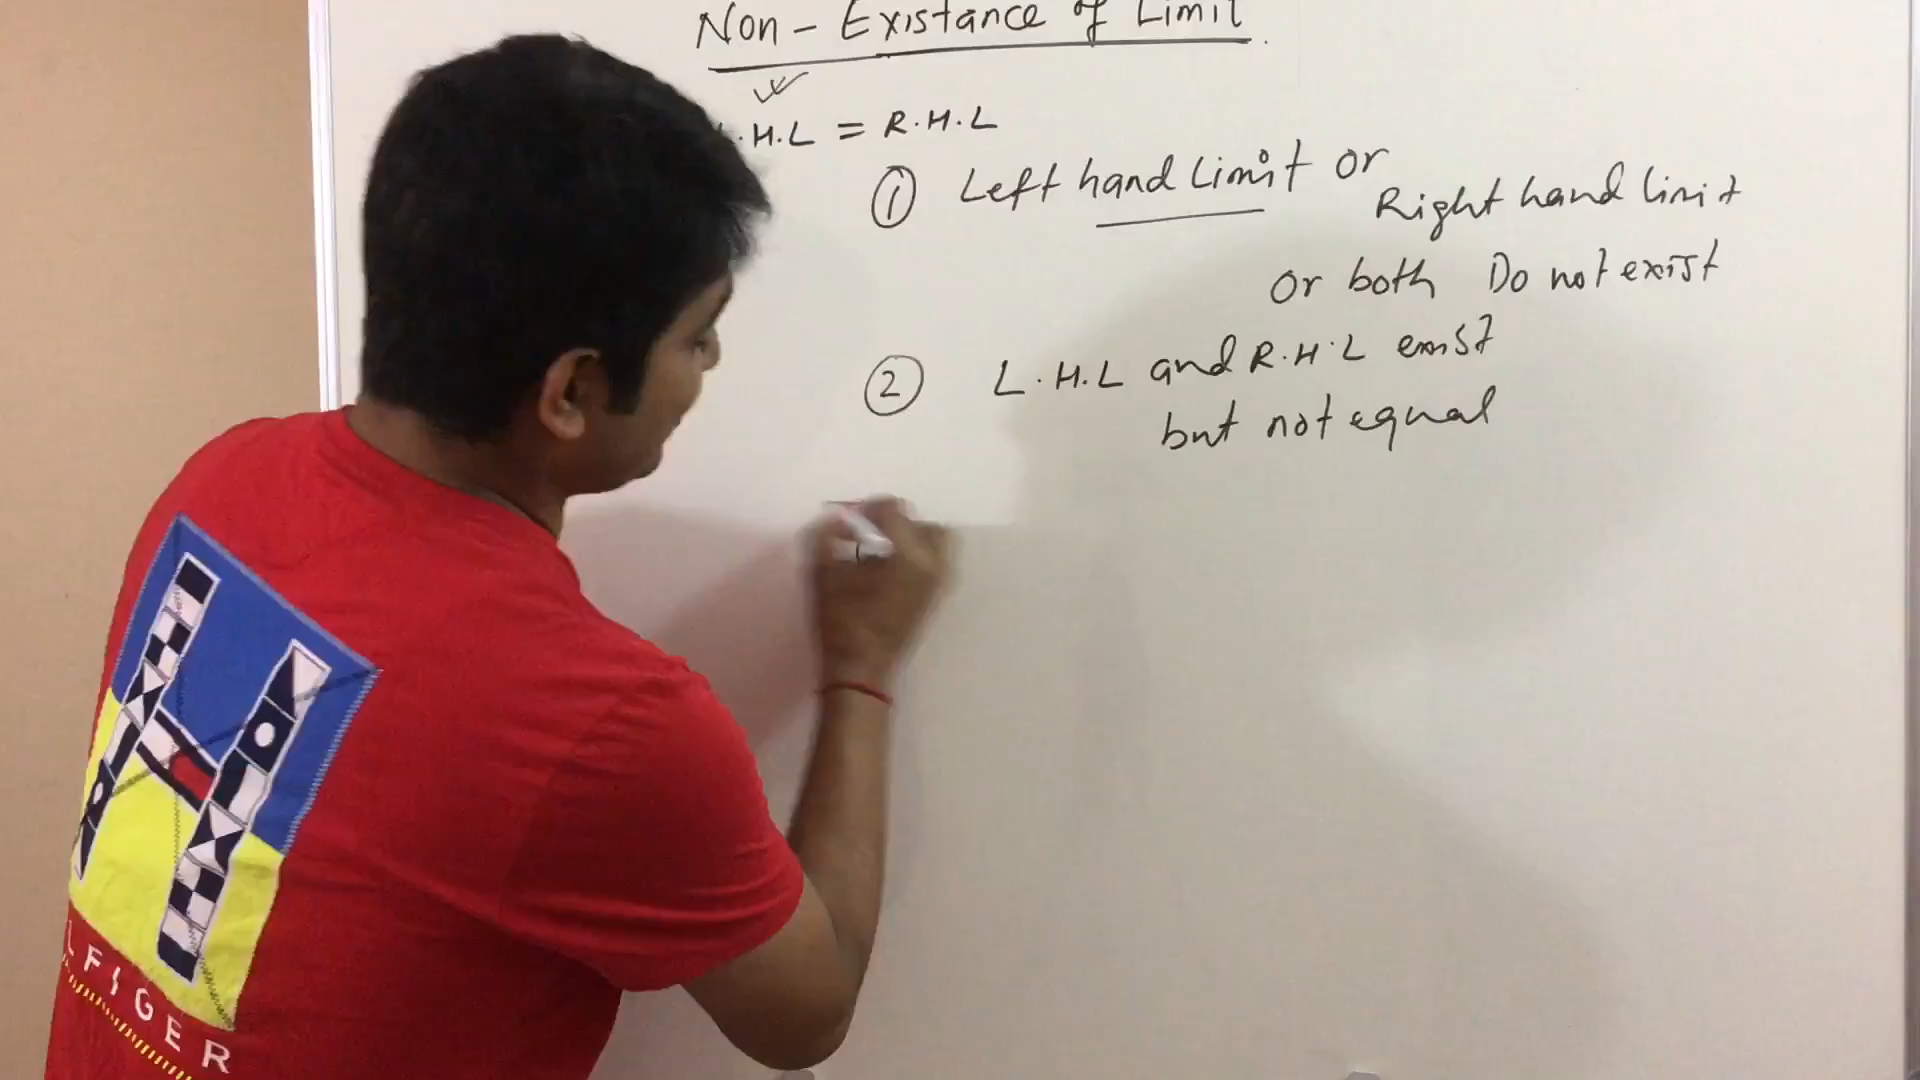 Non - Existance of Limit
.H.L = R.H.L
① Left hand Limit or
Right hand limit
or both Do not exist
② L.H.L and R.H.L exist
but not equal
LFIGER